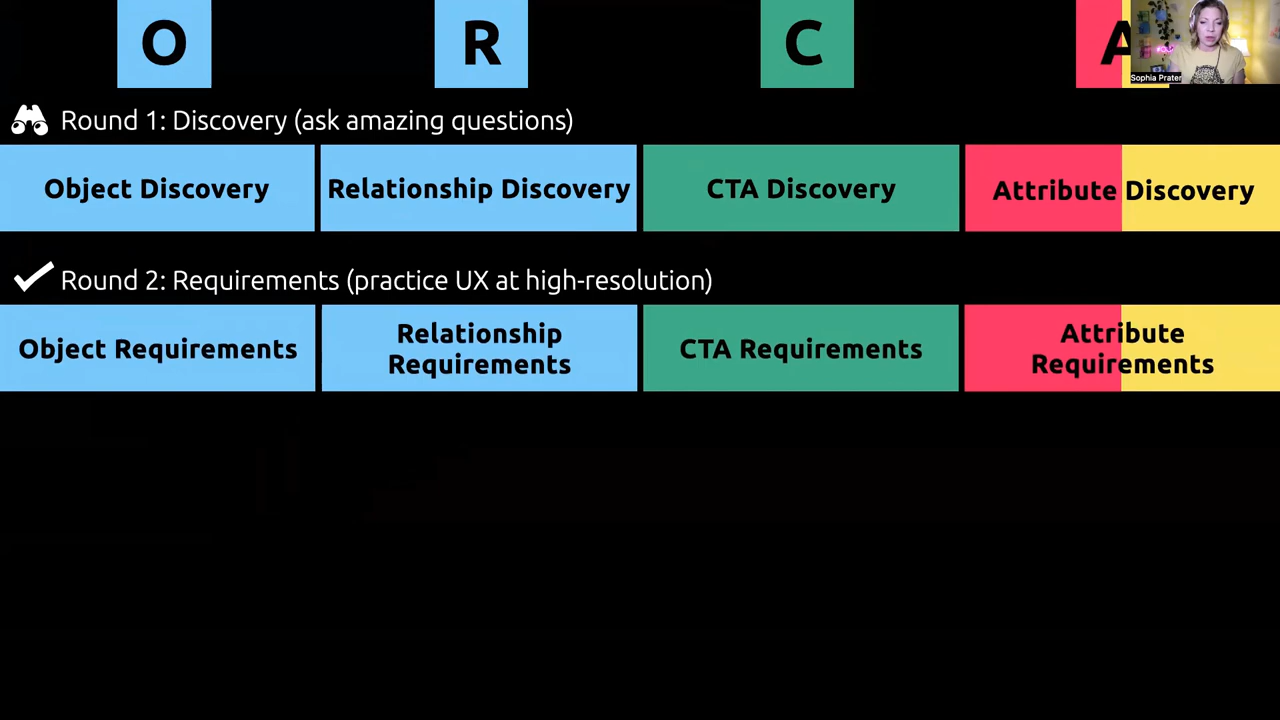 O R C A
Sophia Prater
Round 1: Discovery (ask amazing questions)
Object Discovery
Relationship Discovery
CTA Discovery
Attribute Discovery
Round 2: Requirements (practice UX at high-resolution)
Object Requirements
Relationship
Requirements
CTA Requirements
Attribute
Requirements